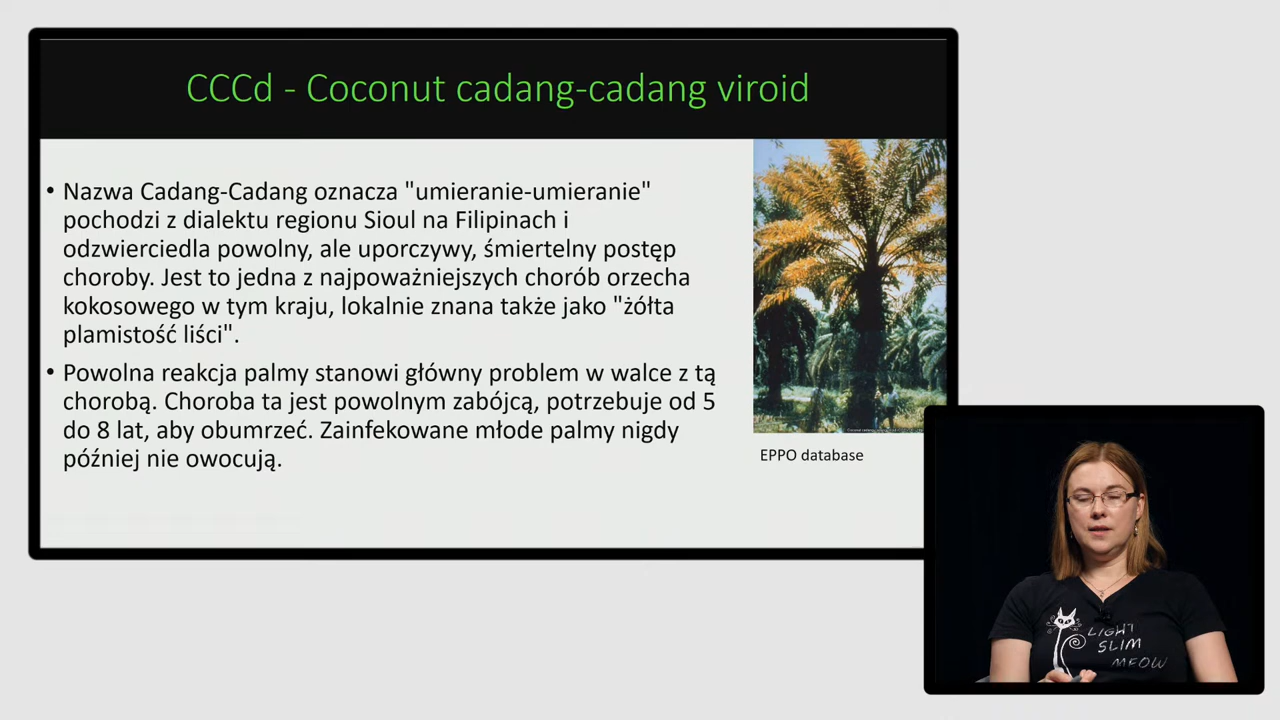 CCCd - Coconut cadang-cadang viroid
• Nazwa Cadang-Cadang oznacza "umieranie-umieranie"
pochodzi z dialektu regionu Sioul na Filipinach i
odzwierciedla powolny, ale uporczywy, śmiertelny postęp
choroby. Jest to jedna z najpoważniejszych chorób orzecha
kokosowego w tym kraju, lokalnie znana także jako "żółta
plamistość liści".
• Powolna reakcja palmy stanowi główny problem w walce z tą
chorobą. Choroba ta jest powolnym zabójcą, potrzebuje od 5
do 8 lat, aby obumrzeć. Zainfekowane młode palmy nigdy
później nie owocują.
EPPO database
LIGHT
SLIM
MEOW